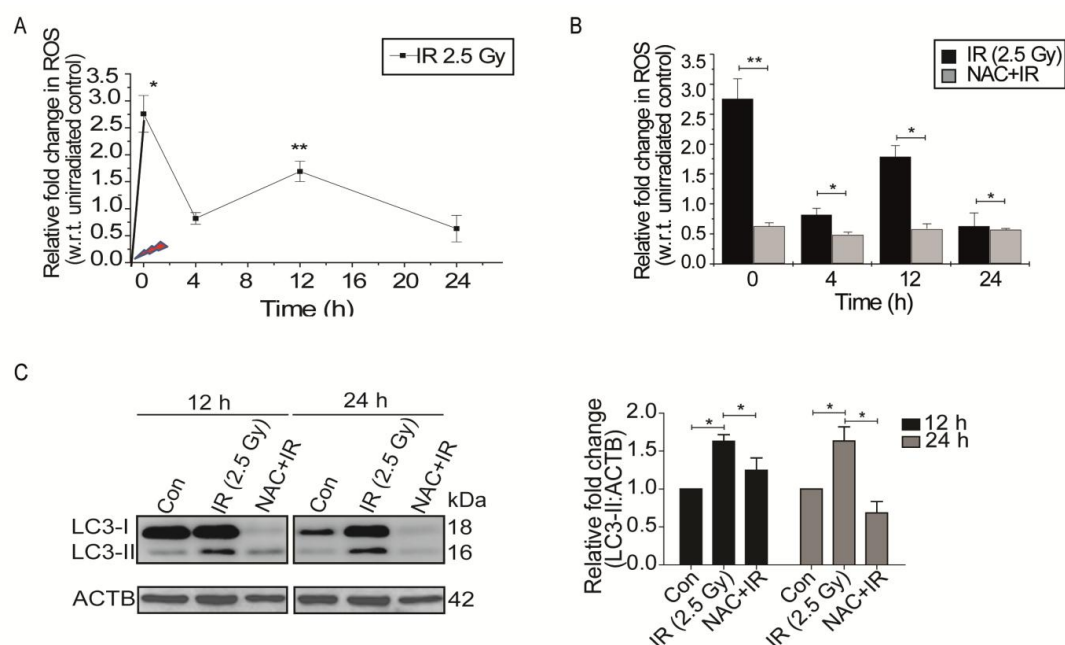 A
IR 2.5 Gy
Relative fold change in ROS
(w.r.t. unirradiated control)
3.0
2.5
2.0
1.5
1.0
0.5
0.0
*
**
0 4 8 12 16 20 24
Time (h)
B
IR (2.5 Gy)
NAC+IR
Relative fold change in ROS
(w.r.t. unirradiated control)
3.0
2.5
2.0
1.5
1.0
0.5
0.0
**
*
*
*
0 4 12 24
Time (h)
C
12 h 24 h
Con IR (2.5 Gy) NAC+IR Con IR (2.5 Gy) NAC+IR kDa
LC3-I 18
LC3-II 16
ACTB 42
Relative fold change
(LC3-II:ACTB)
2.0
1.5
1.0
0.5
0.0
* * * *
12 h
24 h
Con IR (2.5 Gy) NAC+IR Con IR (2.5 Gy) NAC+IR